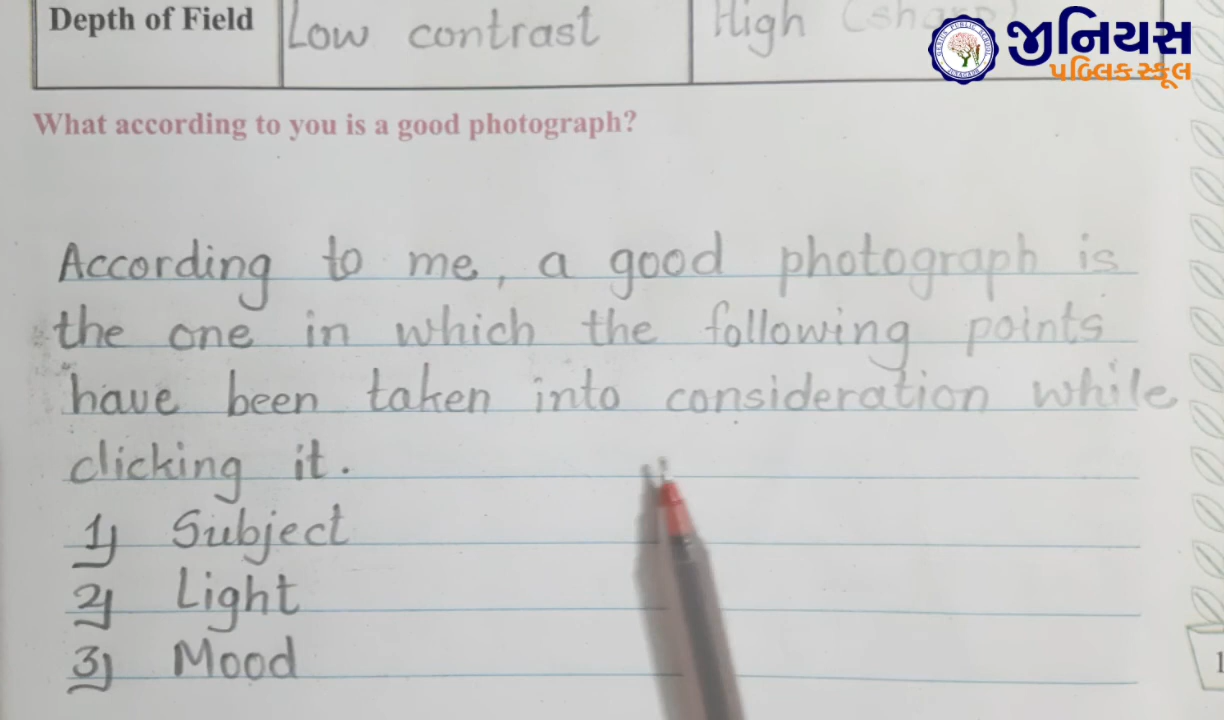 Depth of Field Low contrast High (sharp)
જીનિયસ
પબ્લિક સ્કૂલ
What according to you is a good photograph?
According to me, a good photograph is
the one in which the following points
have been taken into consideration while
clicking it.
1) Subject
2) Light
3) Mood
1